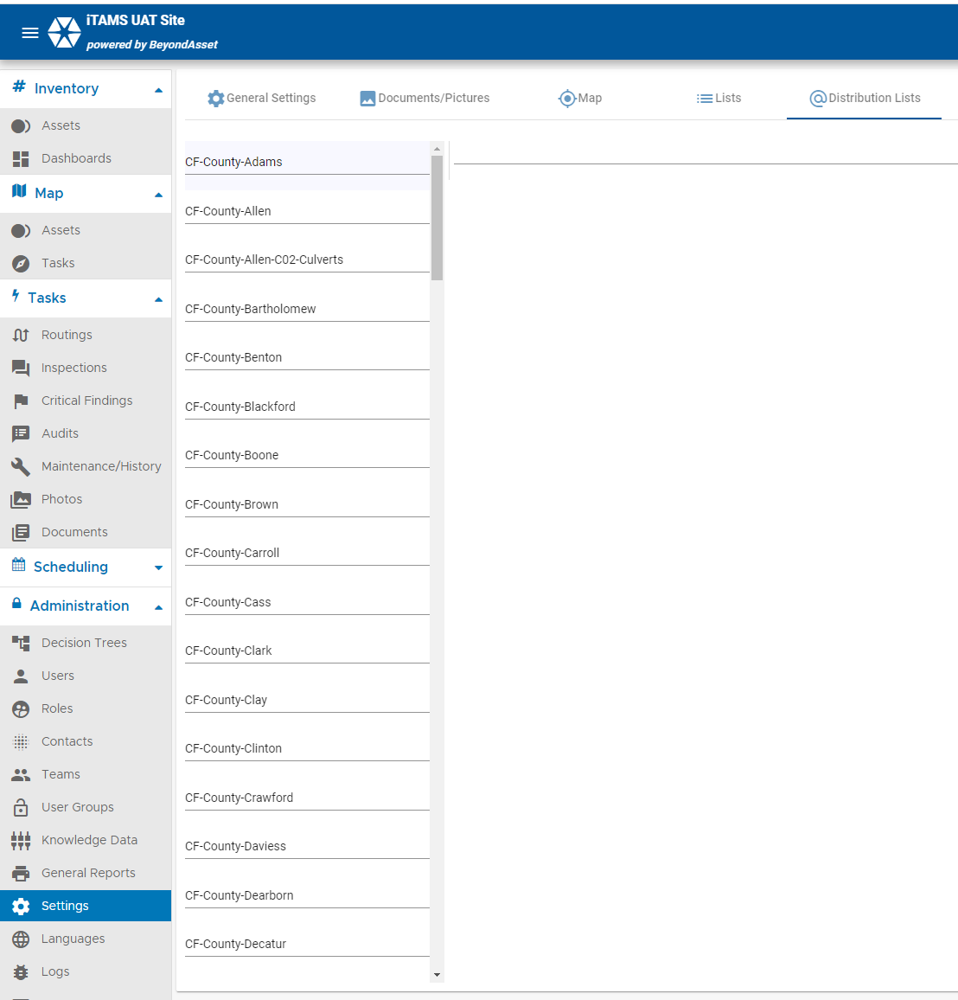 iTAMS UAT Site
powered by BeyondAsset
Inventory
Assets
Dashboards
Map
Assets
Tasks
Tasks
Routings
Inspections
Critical Findings
Audits
Maintenance/History
Photos
Documents
Scheduling
Administration
Decision Trees
Users
Roles
Contacts
Teams
User Groups
Knowledge Data
General Reports
Settings
Languages
Logs
General Settings
Documents/Pictures
Map
Lists
Distribution Lists
CF-County-Adams
CF-County-Allen
CF-County-Allen-C02-Culverts
CF-County-Bartholomew
CF-County-Benton
CF-County-Blackford
CF-County-Boone
CF-County-Brown
CF-County-Carroll
CF-County-Cass
CF-County-Clark
CF-County-Clay
CF-County-Clinton
CF-County-Crawford
CF-County-Daviess
CF-County-Dearborn
CF-County-Decatur